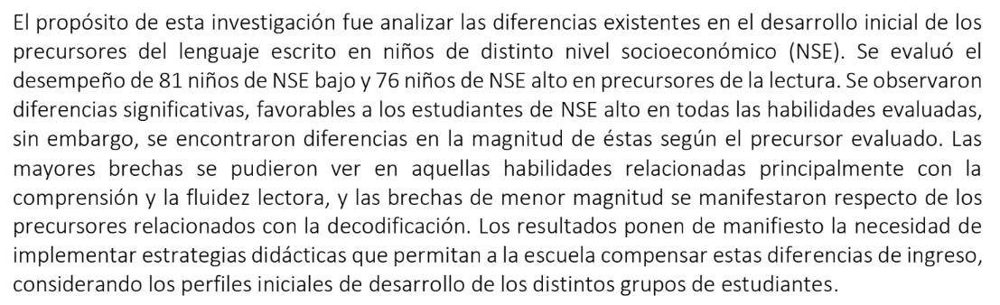 El propósito de esta investigación fue analizar las diferencias existentes en el desarrollo inicial de los
precursores del lenguaje escrito en niños de distinto nivel socioeconómico (NSE). Se evaluó el
desempeño de 81 niños de NSE bajo y 76 niños de NSE alto en precursores de la lectura. Se observaron
diferencias significativas, favorables a los estudiantes de NSE alto en todas las habilidades evaluadas,
sin embargo, se encontraron diferencias en la magnitud de éstas según el precursor evaluado. Las
mayores brechas se pudieron ver en aquellas habilidades relacionadas principalmente con la
comprensión y la fluidez lectora, y las brechas de menor magnitud se manifestaron respecto de los
precursores relacionados con la decodificación. Los resultados ponen de manifiesto la necesidad de
implementar estrategias didácticas que permitan a la escuela compensar estas diferencias de ingreso,
considerando los perfiles iniciales de desarrollo de los distintos grupos de estudiantes.